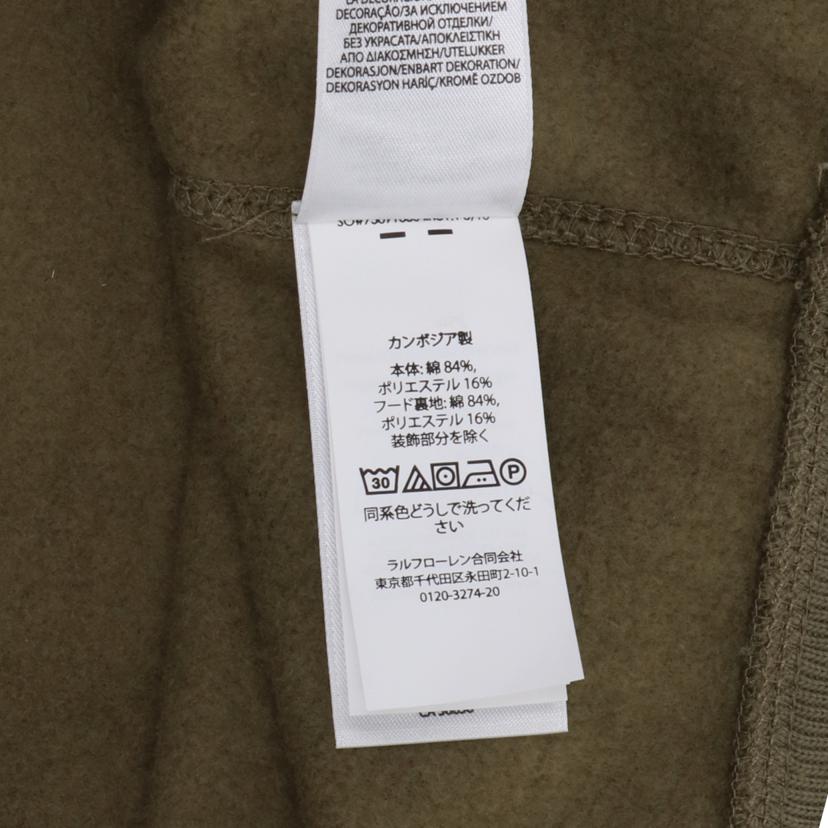 DECORAÇÃO/ЗА ИСКЛЮЧЕНИЕМ
ДЕКОРАТИВНОЙ ОТДЕЛКИ/
БЕЗ УКРАСАТА/ΑΠΟΚΛΕΙΣΤΙΚΗ
ΑΠΟ ΔΙΑΚΟΣΜΗΣΗ/UTELUKKER
DEKORASJON/ENBART DEKORATION/
DEKORASYON HARİÇ/KROMĚ OZDOB
カンボジア製
本体: 綿 84%,
ポリエステル 16%
フード裏地: 綿 84%,
ポリエステル 16%
装飾部分を除く
30 P
同系色どうしで洗ってくだ
さい
ラルフローレン合同会社
東京都千代田区永田町2-10-1
0120-3274-20